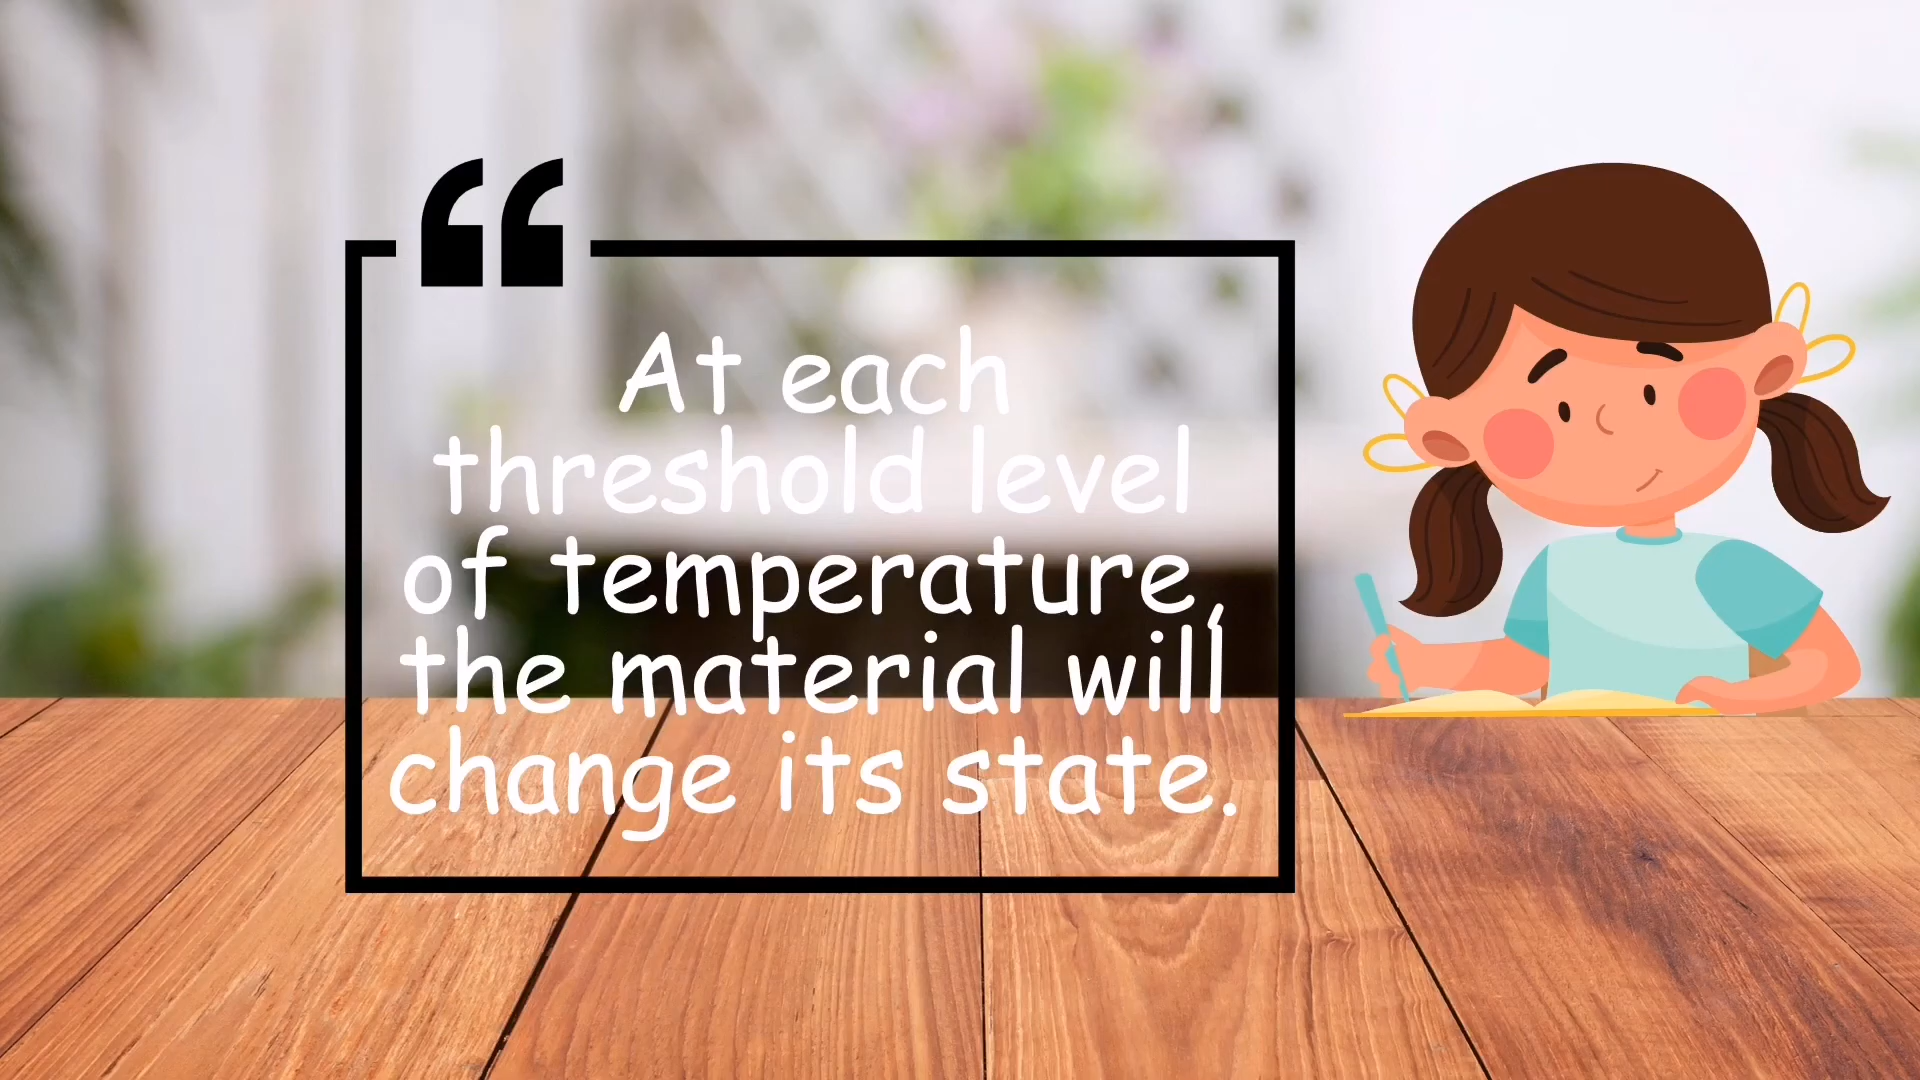 At each
threshold level
of temperature,
the material will
change its state.